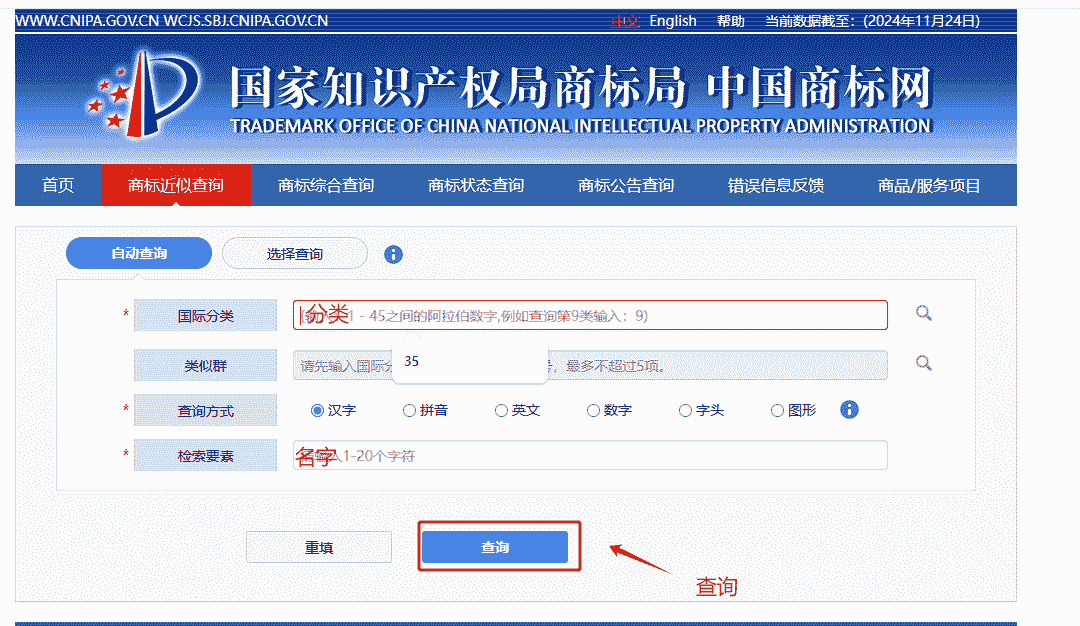 WWW.CNIPA.GOV.CN WCJS.SBJ.CNIPA.GOV.CN 中文 English 帮助 当前数据截至：(2024年11月24日)
国家知识产权局商标局 中国商标网
TRADEMARK OFFICE OF CHINA NATIONAL INTELLECTUAL PROPERTY ADMINISTRATION
首页 商标近似查询 商标综合查询 商标状态查询 商标公告查询 错误信息反馈 商品/服务项目
自动查询 选择查询
* 国际分类 分类 1 - 45之间的阿拉伯数字,例如查询第9类输入：9)
类似群 请先输入国际分 35 ，最多不超过5项。
* 查询方式 汉字 拼音 英文 数字 字头 图形
* 检索要素 名字 输入1-20个字符
重填 查询
查询